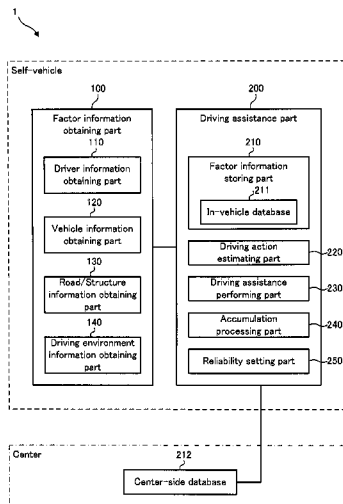 1
Self-vehicle
100
Factor information
obtaining part
110
Driver information
obtaining part
120
Vehicle information
obtaining part
130
Road/Structure
information obtaining
part
140
Driving environment
information obtaining
part
200
Driving assistance part
210
Factor information
storing part
211
In-vehicle database
Driving action
estimating part
220
Driving assistance
performing part
230
Accumulation
processing part
240
Reliability setting part
250
Center
212
Center-side database